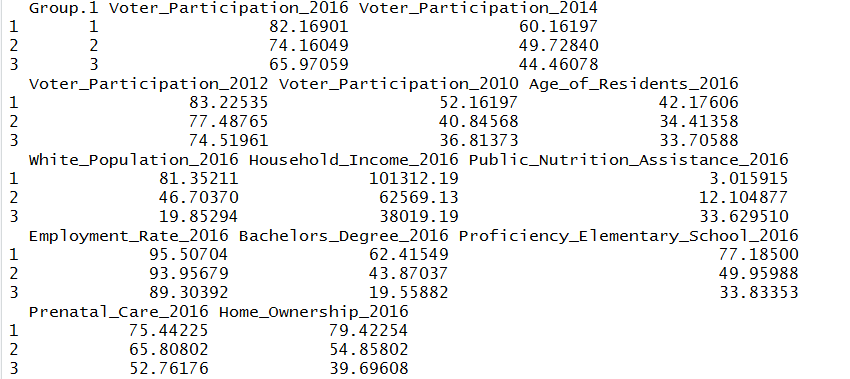 Group.1 Voter_Participation_2016 Voter_Participation_2014
1 1 82.16901 60.16197
2 2 74.16049 49.72840
3 3 65.97059 44.46078
Voter_Participation_2012 Voter_Participation_2010 Age_of_Residents_2016
1 83.22535 52.16197 42.17606
2 77.48765 40.84568 34.41358
3 74.51961 36.81373 33.70588
White_Population_2016 Household_Income_2016 Public_Nutrition_Assistance_2016
1 81.35211 101312.19 3.015915
2 46.70370 62569.13 12.104877
3 19.85294 38019.19 33.629510
Employment_Rate_2016 Bachelors_Degree_2016 Proficiency_Elementary_School_2016
1 95.50704 62.41549 77.18500
2 93.95679 43.87037 49.95988
3 89.30392 19.55882 33.83353
Prenatal_Care_2016 Home_Ownership_2016
1 75.44225 79.42254
2 65.80802 54.85802
3 52.76176 39.69608